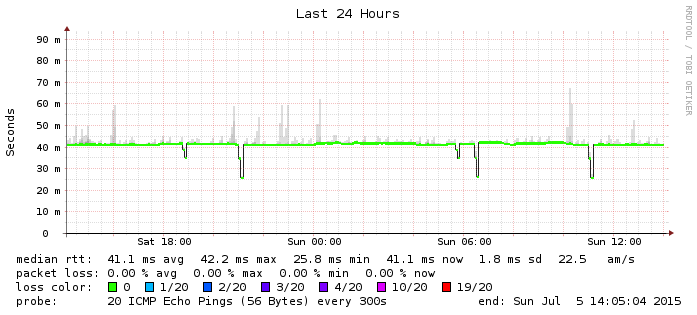 Last 24 Hours
RRDTOOL / TOBI OETIKER
Seconds
90 m
80 m
70 m
60 m
50 m
40 m
30 m
20 m
10 m
0
Sat 18:00 Sun 00:00 Sun 06:00 Sun 12:00
median rtt: 41.1 ms avg 42.2 ms max 25.8 ms min 41.1 ms now 1.8 ms sd 22.5 am/s
packet loss: 0.00 % avg 0.00 % max 0.00 % min 0.00 % now
loss color: 0 1/20 2/20 3/20 4/20 10/20 19/20
probe: 20 ICMP Echo Pings (56 Bytes) every 300s end: Sun Jul 5 14:05:04 2015